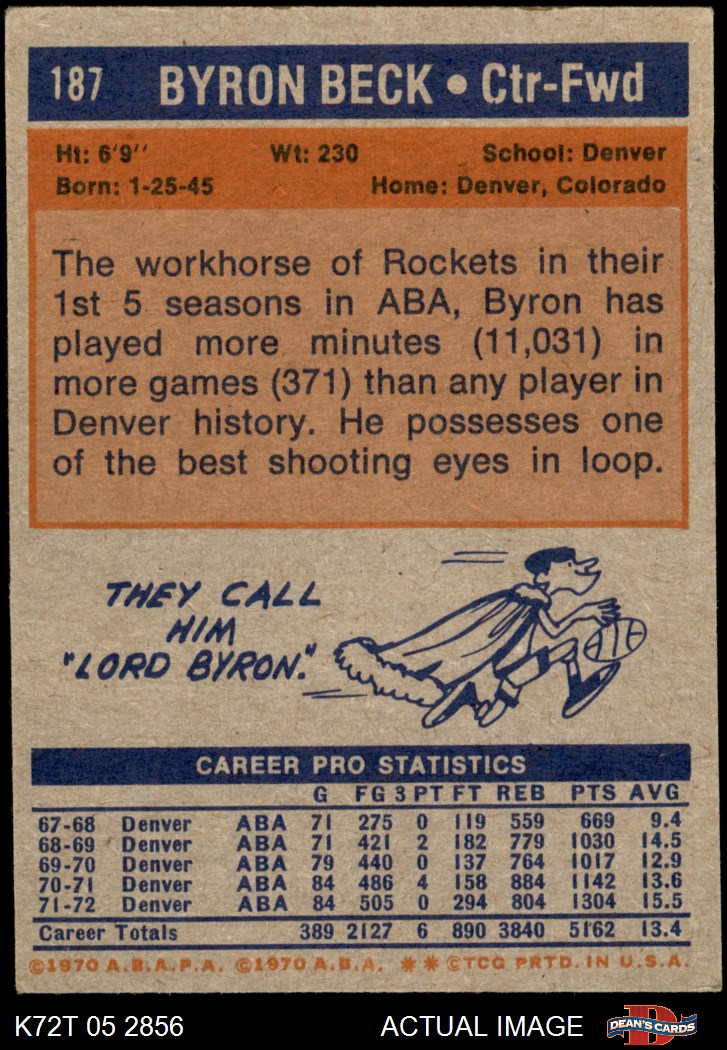 187 BYRON BECK • Ctr-Fwd
Ht: 6'9'' Wt: 230 School: Denver
Born: 1-25-45 Home: Denver, Colorado
The workhorse of Rockets in their
1st 5 seasons in ABA, Byron has
played more minutes (11,031) in
more games (371) than any player in
Denver history. He possesses one
of the best shooting eyes in loop.
THEY CALL
HIM
"LORD BYRON."
CAREER PRO STATISTICS
G FG 3 PT FT REB PTS AVG
67-68 Denver ABA 71 275 0 119 559 669 9.4
68-69 Denver ABA 71 421 2 182 779 1030 14.5
69-70 Denver ABA 79 440 0 137 764 1017 12.9
70-71 Denver ABA 84 486 4 158 884 1142 13.6
71-72 Denver ABA 84 505 0 294 804 1304 15.5
Career Totals 389 2127 6 890 3840 5162 13.4
©1970 A.B.A.P.A. ©1970 A.B.A. ** ©TCG PRTD. IN U.S.A.
K72T 05 2856 ACTUAL IMAGE DEAN'S CARDS